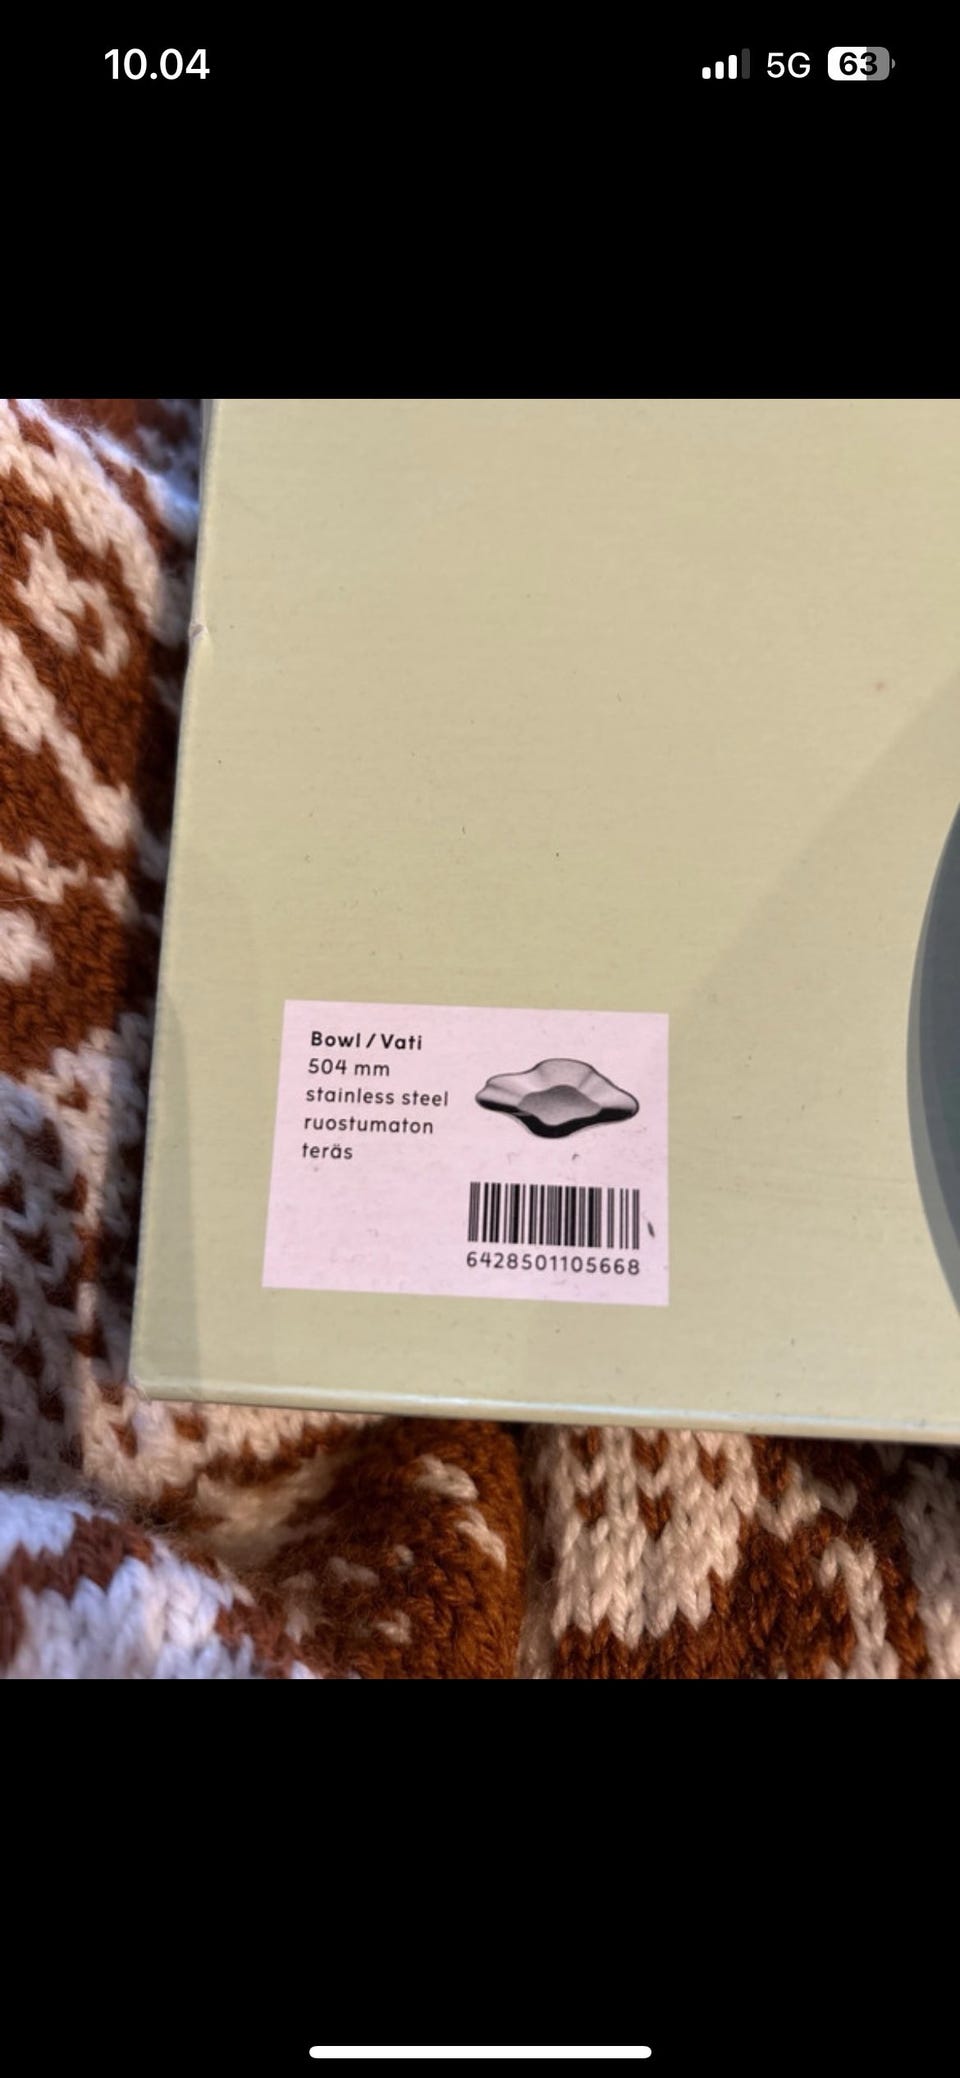 10.04
5G
63
Bowl / Vati
504 mm
stainless steel
ruostumaton
teräs
6428501105668